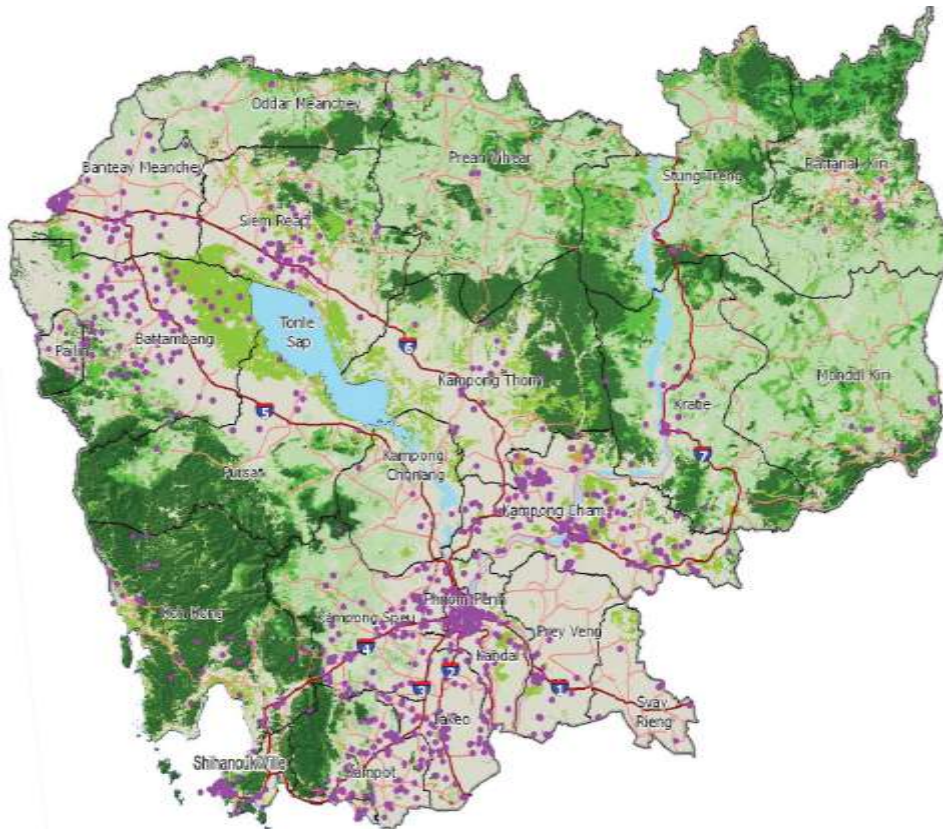 Oddar Meanchey
Preah Vihear
Banteay Meanchey
Stung Treng
Rattanak Kiri
Siem Reap
Tonle
Sap
Battambang
Pailin
6
Kampong Thom
Mondul Kiri
Kratie
5
Kampong
Chhnang
Pursat
7
Kampong Cham
Koh Kong
Kampong Speu
Phnom Penh
Prey Veng
4
Kandal
2
3
1
Svay
Rieng
Takeo
Shihanouk Ville
Kampot